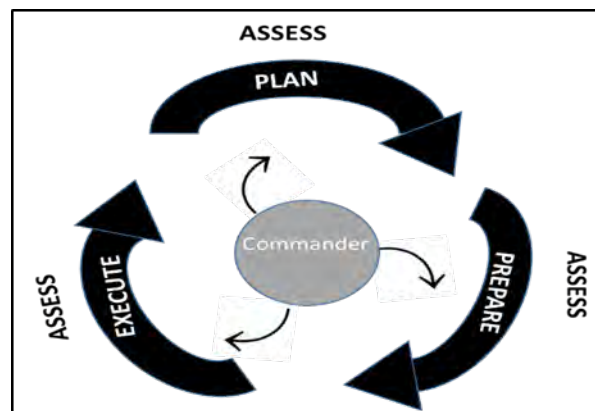 ASSESS
PLAN
Commander
PREPARE
ASSESS
EXECUTE
ASSESS